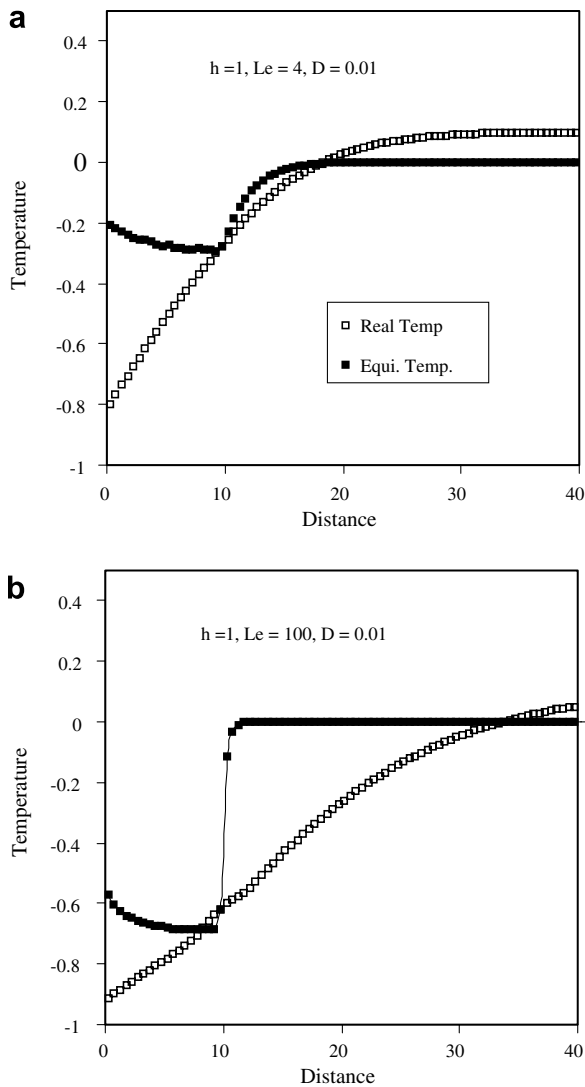 a
0.4
h =1, Le = 4, D = 0.01
0.2
0
-0.2
-0.4
-0.6
-0.8
-1
Temperature
Real Temp
Equi. Temp.
0 10 20 30 40
Distance
b
0.4
h =1, Le = 100, D = 0.01
0.2
0
-0.2
-0.4
-0.6
-0.8
-1
Temperature
0 10 20 30 40
Distance